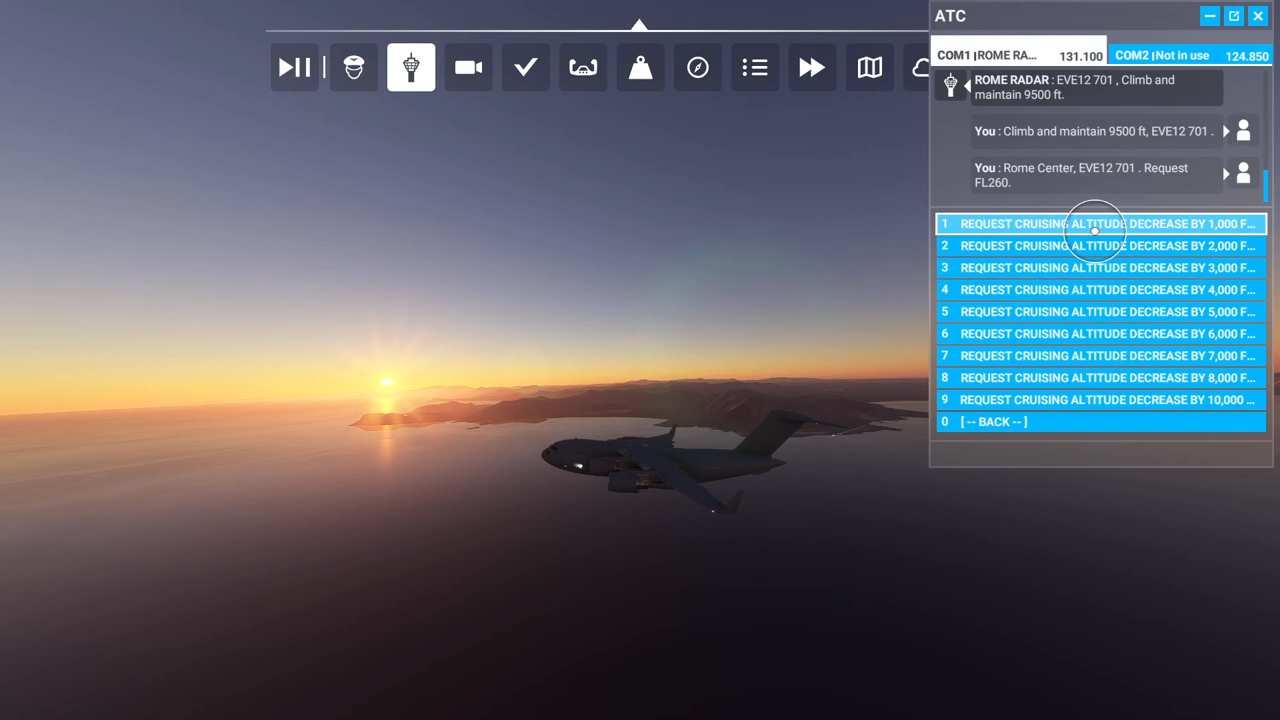 ATC
COM1 |ROME RA... 131.100 COM2 |Not in use 124.850
ROME RADAR : EVE12 701 , Climb and
maintain 9500 ft.
You : Climb and maintain 9500 ft, EVE12 701 .
You : Rome Center, EVE12 701 . Request
FL260.
1 REQUEST CRUISING ALTITUDE DECREASE BY 1,000 F...
2 REQUEST CRUISING ALTITUDE DECREASE BY 2,000 F...
3 REQUEST CRUISING ALTITUDE DECREASE BY 3,000 F...
4 REQUEST CRUISING ALTITUDE DECREASE BY 4,000 F...
5 REQUEST CRUISING ALTITUDE DECREASE BY 5,000 F...
6 REQUEST CRUISING ALTITUDE DECREASE BY 6,000 F...
7 REQUEST CRUISING ALTITUDE DECREASE BY 7,000 F...
8 REQUEST CRUISING ALTITUDE DECREASE BY 8,000 F...
9 REQUEST CRUISING ALTITUDE DECREASE BY 10,000 ...
0 [ -- BACK -- ]